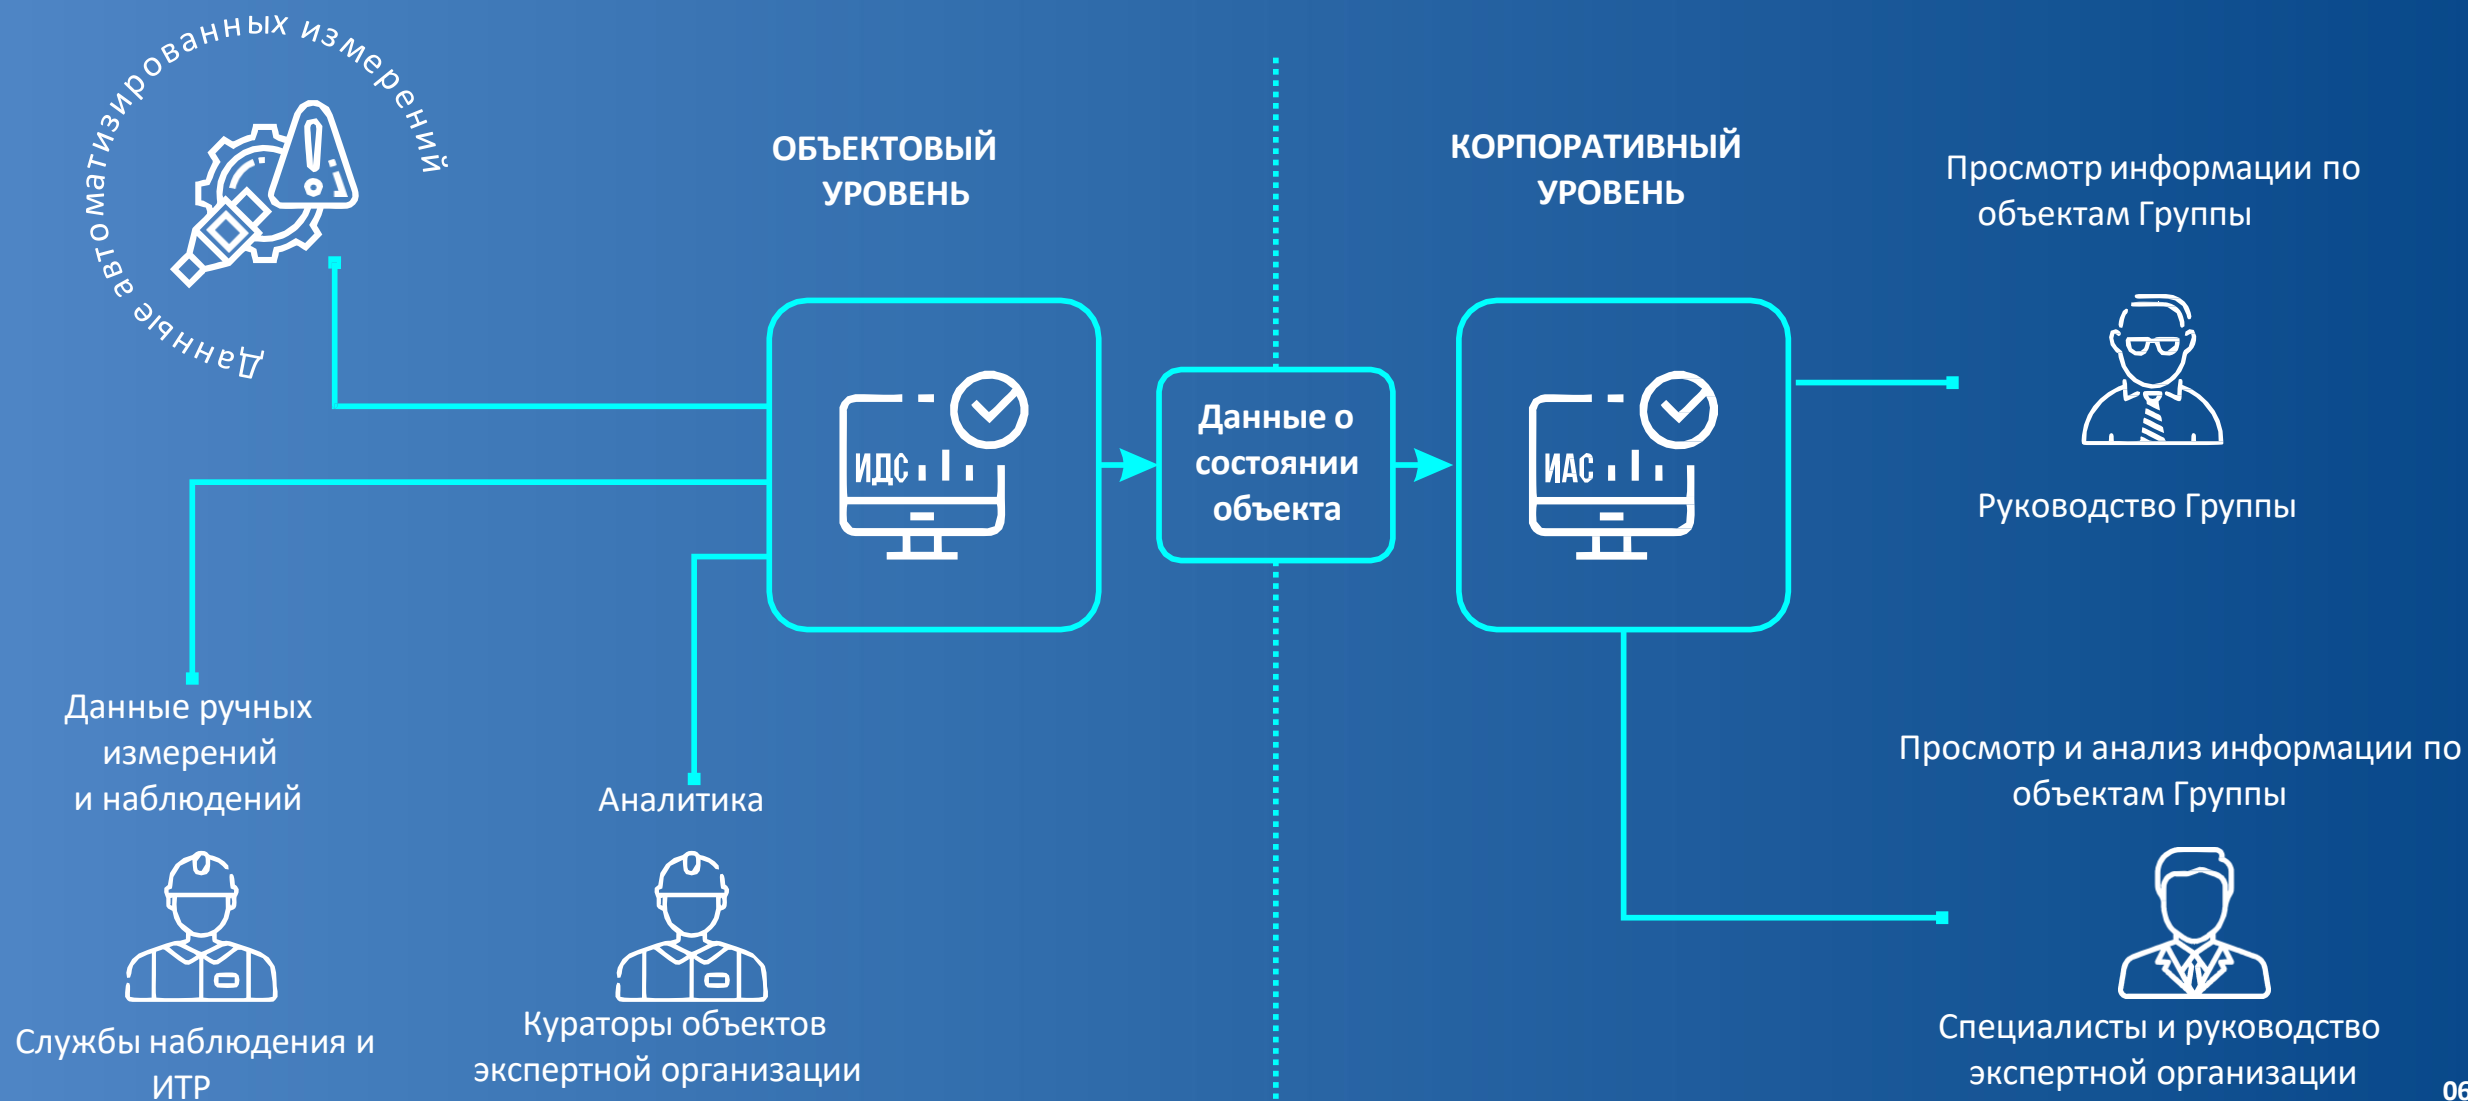 Данные автоматизированных измерений
ОБЪЕКТОВЫЙ
УРОВЕНЬ
КОРПОРАТИВНЫЙ
УРОВЕНЬ
Просмотр информации по
объектам Группы
ИДС
Данные о
состоянии
объекта
ИАС
Руководство Группы
Данные ручных
измерений
и наблюдений
Аналитика
Просмотр и анализ информации по
объектам Группы
Службы наблюдения и
ИТР
Кураторы объектов
экспертной организации
Специалисты и руководство
экспертной организации
06